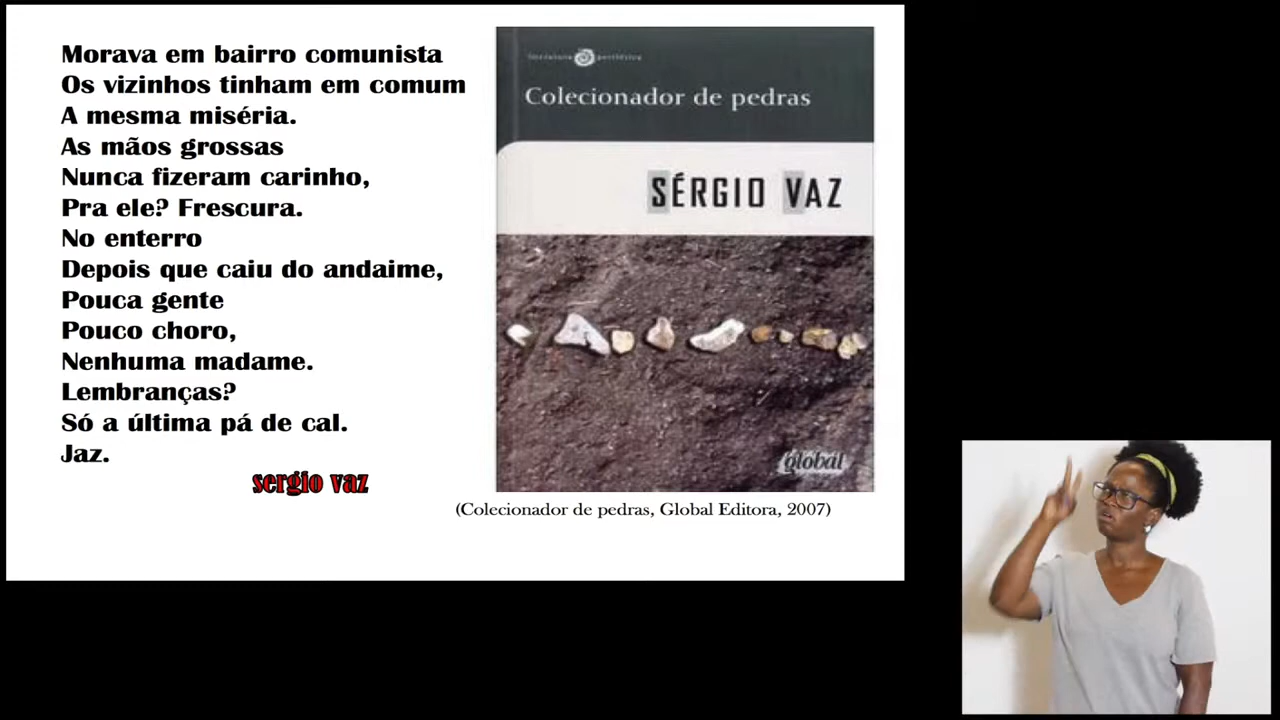 Morava em bairro comunista
Os vizinhos tinham em comum
A mesma miséria.
As mãos grossas
Nunca fizeram carinho,
Pra ele? Frescura.
No enterro
Depois que caiu do andaime,
Pouca gente
Pouco choro,
Nenhuma madame.
Lembranças?
Só a última pá de cal.
Jaz.
sergio vaz
literatura periférica
Colecionador de pedras
SÉRGIO VAZ
global
(Colecionador de pedras, Global Editora, 2007)